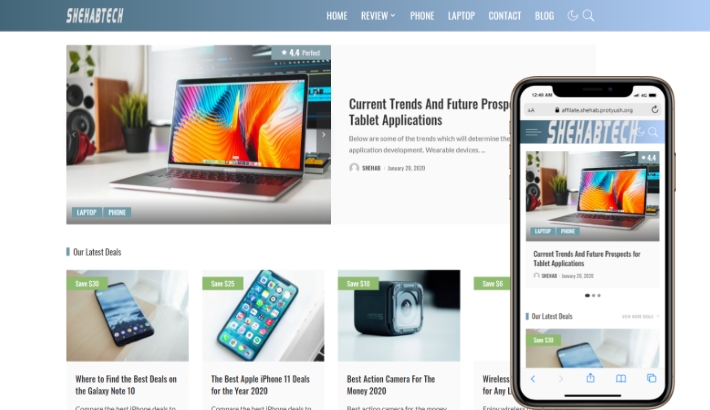 SHEHABTECH
HOME REVIEW PHONE LAPTOP CONTACT BLOG
★ 4.4 Perfect
LAPTOP PHONE
Current Trends And Future Prospe
Tablet Applications
Below are some of the trends which will determine the
application development. Wearable devices, ...
SHEHAB · January 29, 2020
Our Latest Deals
Save $30
Where to Find the Best Deals on
the Galaxy Note 10
Compare the best iPhone deals to
Save $25
The Best Apple iPhone 11 Deals
for the Year 2020
Compare the best iPhone deals to
Save $10
Best Action Camera For The
Money 2020
Best action camera for the money
Save $6
Wireless
for Any L
Enjoy wireless
12:48 AM 4G
AA affiliate.shehab.protyush.org
SHEHABTECH
★ 4.4
LAPTOP PHONE
Current Trends And Future Prospects for
Tablet Applications
SHEHAB · January 29, 2020
Our Latest Deals
VIEW MORE DEALS
Save $30